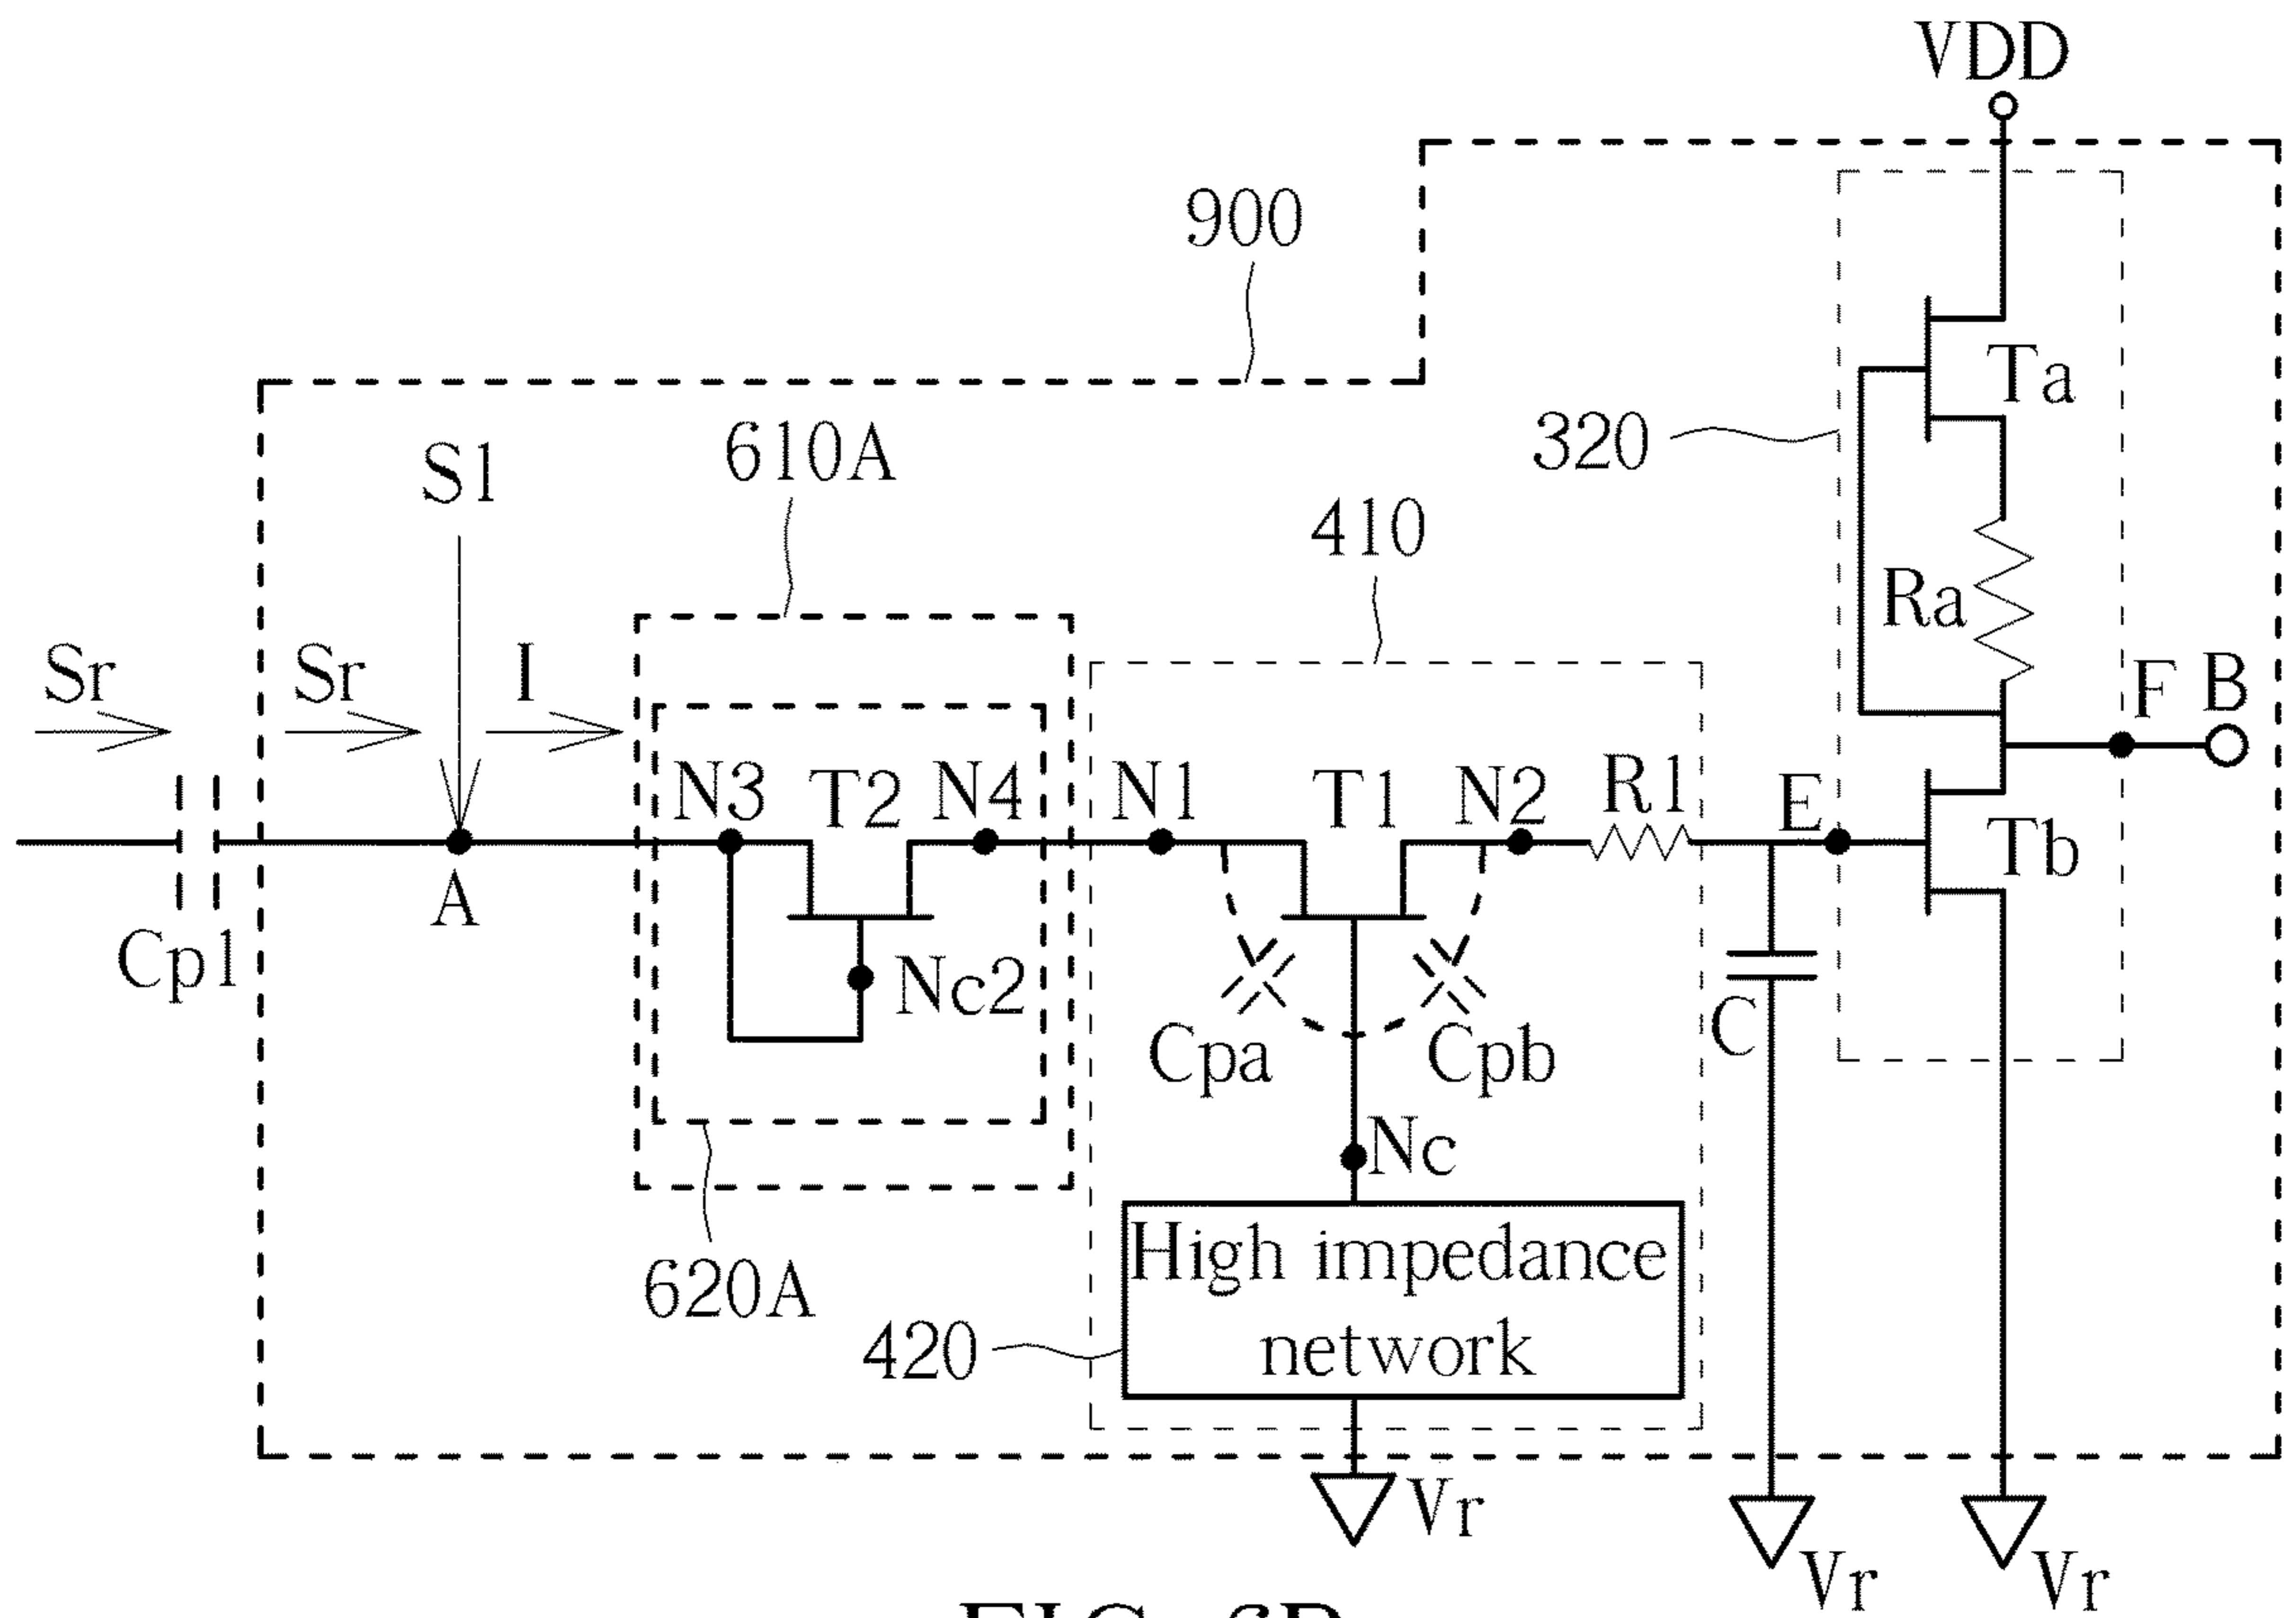 VDD
900
Ta
320
610A
S1
410
Ra
Sr
Sr
I
F
B
N3
T2
N4
N1
T1
N2
R1
E
Tb
A
Cp1
Nc2
C
Cpa
Cpb
Nc
High impedance
network
620A
420
Vr
Vr
Vr